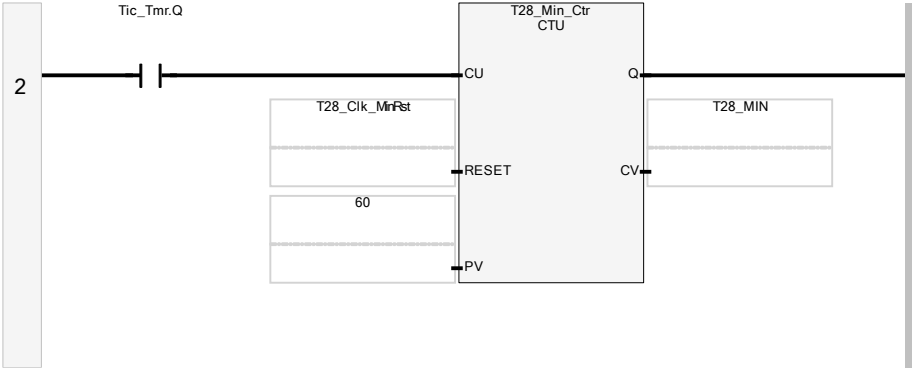 Tic_Tmr.Q
T28_Min_Ctr
CTU
2
CU
Q
T28_Clk_MinRst
T28_MIN
RESET
CV
60
PV